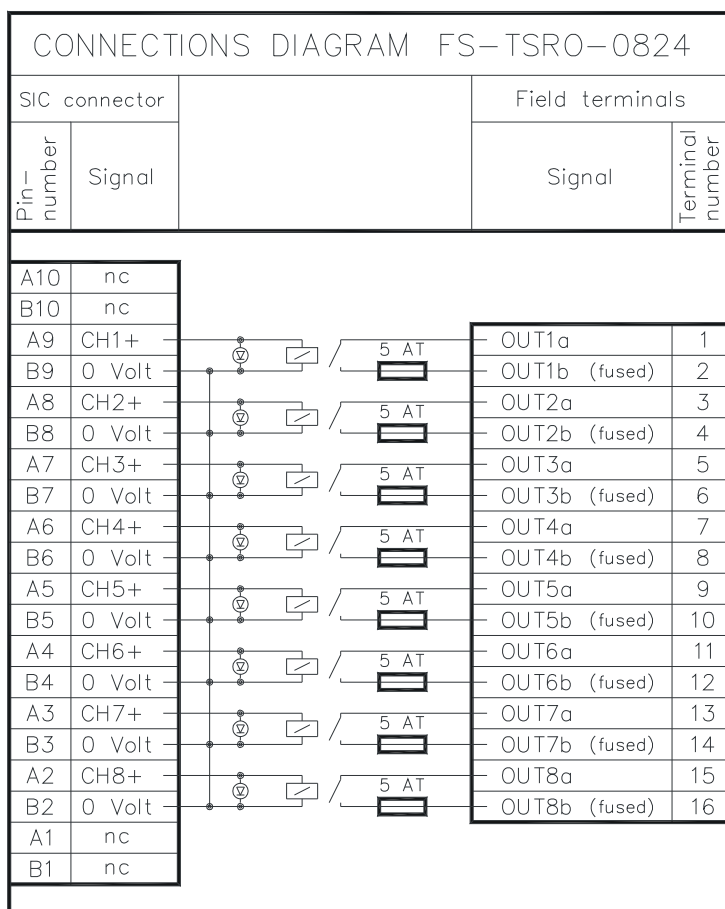 CONNECTIONS DIAGRAM FS-TSRO-0824
SIC connector Field terminals
Pin-number Signal Signal Terminal number
A10 nc
B10 nc
A9 CH1+ OUT1a 1
5 AT
B9 0 Volt OUT1b (fused) 2
A8 CH2+ OUT2a 3
5 AT
B8 0 Volt OUT2b (fused) 4
A7 CH3+ OUT3a 5
5 AT
B7 0 Volt OUT3b (fused) 6
A6 CH4+ OUT4a 7
5 AT
B6 0 Volt OUT4b (fused) 8
A5 CH5+ OUT5a 9
5 AT
B5 0 Volt OUT5b (fused) 10
A4 CH6+ OUT6a 11
5 AT
B4 0 Volt OUT6b (fused) 12
A3 CH7+ OUT7a 13
5 AT
B3 0 Volt OUT7b (fused) 14
A2 CH8+ OUT8a 15
5 AT
B2 0 Volt OUT8b (fused) 16
A1 nc
B1 nc